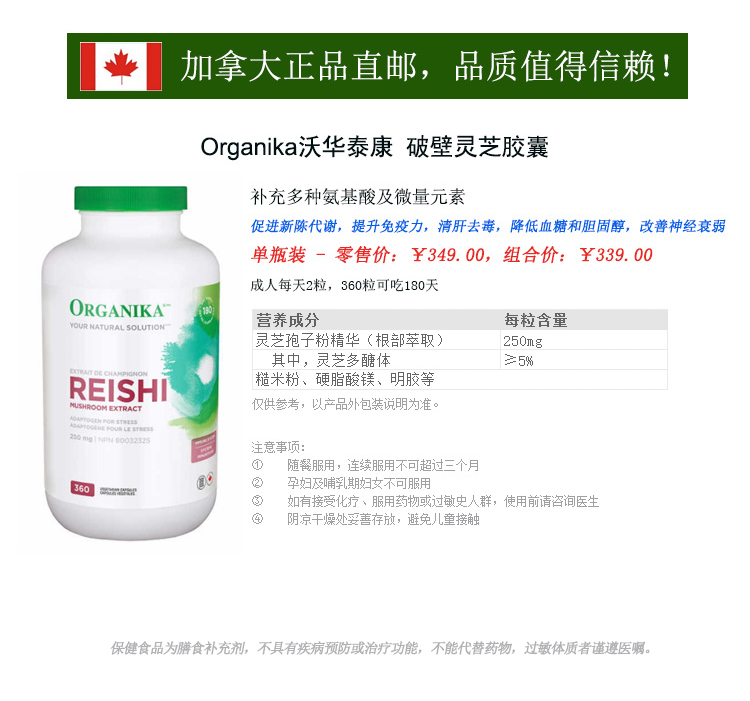 加拿大正品直邮，品质值得信赖！
Organika沃华泰康 破壁灵芝胶囊
补充多种氨基酸及微量元素
促进新陈代谢，提升免疫力，清肝去毒，降低血糖和胆固醇，改善神经衰弱
单瓶装 - 零售价：￥349.00，组合价：￥339.00
成人每天2粒，360粒可吃180天
ORGANIKA
YOUR NATURAL SOLUTION
180
EXTRAIT DE CHAMPIGNON
REISHI
MUSHROOM EXTRACT
ADAPTOGEN FOR STRESS
ADAPTOGÈNE POUR LE STRESS
250 mg | NPN 80032325
360 VEGETARIAN CAPSULES
CAPSULES VÉGÉTALES
营养成分 每粒含量
灵芝孢子粉精华（根部萃取） 250mg
其中，灵芝多醣体 ≥5%
糙米粉、硬脂酸镁、明胶等
仅供参考，以产品外包装说明为准。
注意事项：
① 随餐服用，连续服用不可超过三个月
② 孕妇及哺乳期妇女不可服用
③ 如有接受化疗、服用药物或过敏史人群，使用前请咨询医生
④ 阴凉干燥处妥善存放，避免儿童接触
保健食品为膳食补充剂，不具有疾病预防或治疗功能，不能代替药物，过敏体质者谨遵医嘱。